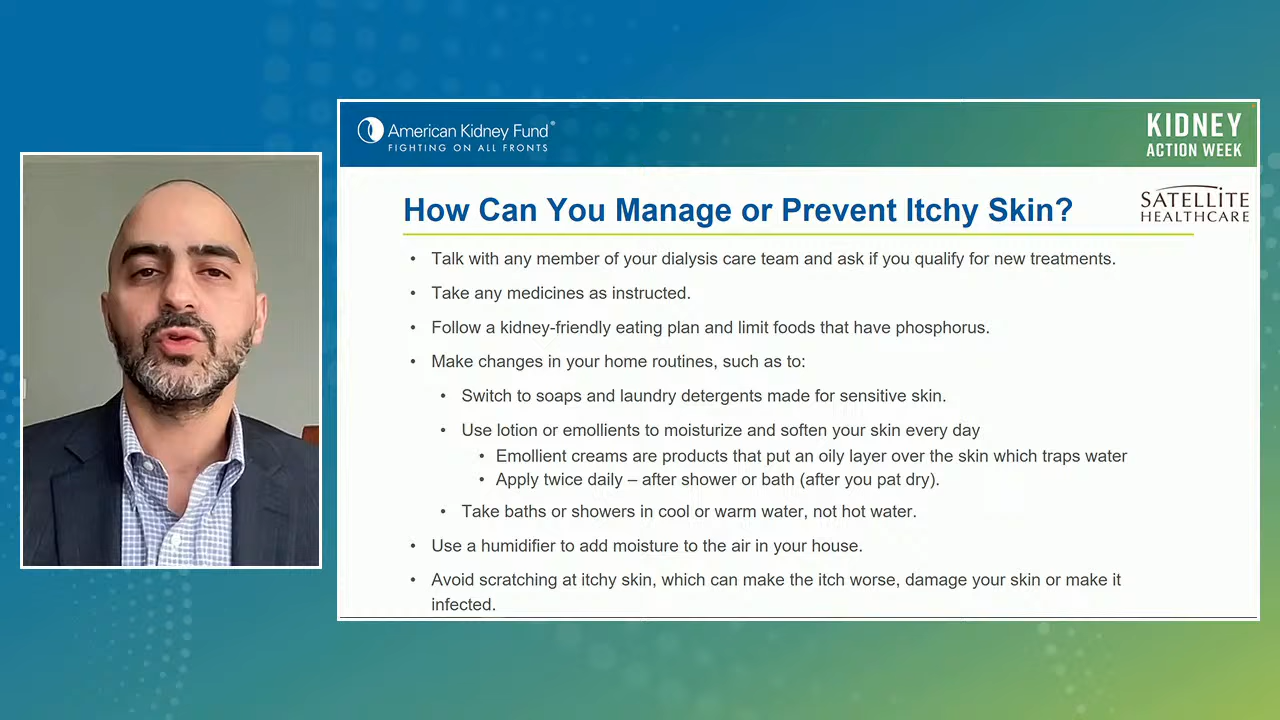 American Kidney Fund®
FIGHTING ON ALL FRONTS
KIDNEY
ACTION WEEK
SATELLITE
HEALTHCARE
How Can You Manage or Prevent Itchy Skin?
• Talk with any member of your dialysis care team and ask if you qualify for new treatments.
• Take any medicines as instructed.
• Follow a kidney-friendly eating plan and limit foods that have phosphorus.
• Make changes in your home routines, such as to:
• Switch to soaps and laundry detergents made for sensitive skin.
• Use lotion or emollients to moisturize and soften your skin every day
• Emollient creams are products that put an oily layer over the skin which traps water
• Apply twice daily – after shower or bath (after you pat dry).
• Take baths or showers in cool or warm water, not hot water.
• Use a humidifier to add moisture to the air in your house.
• Avoid scratching at itchy skin, which can make the itch worse, damage your skin or make it
infected.